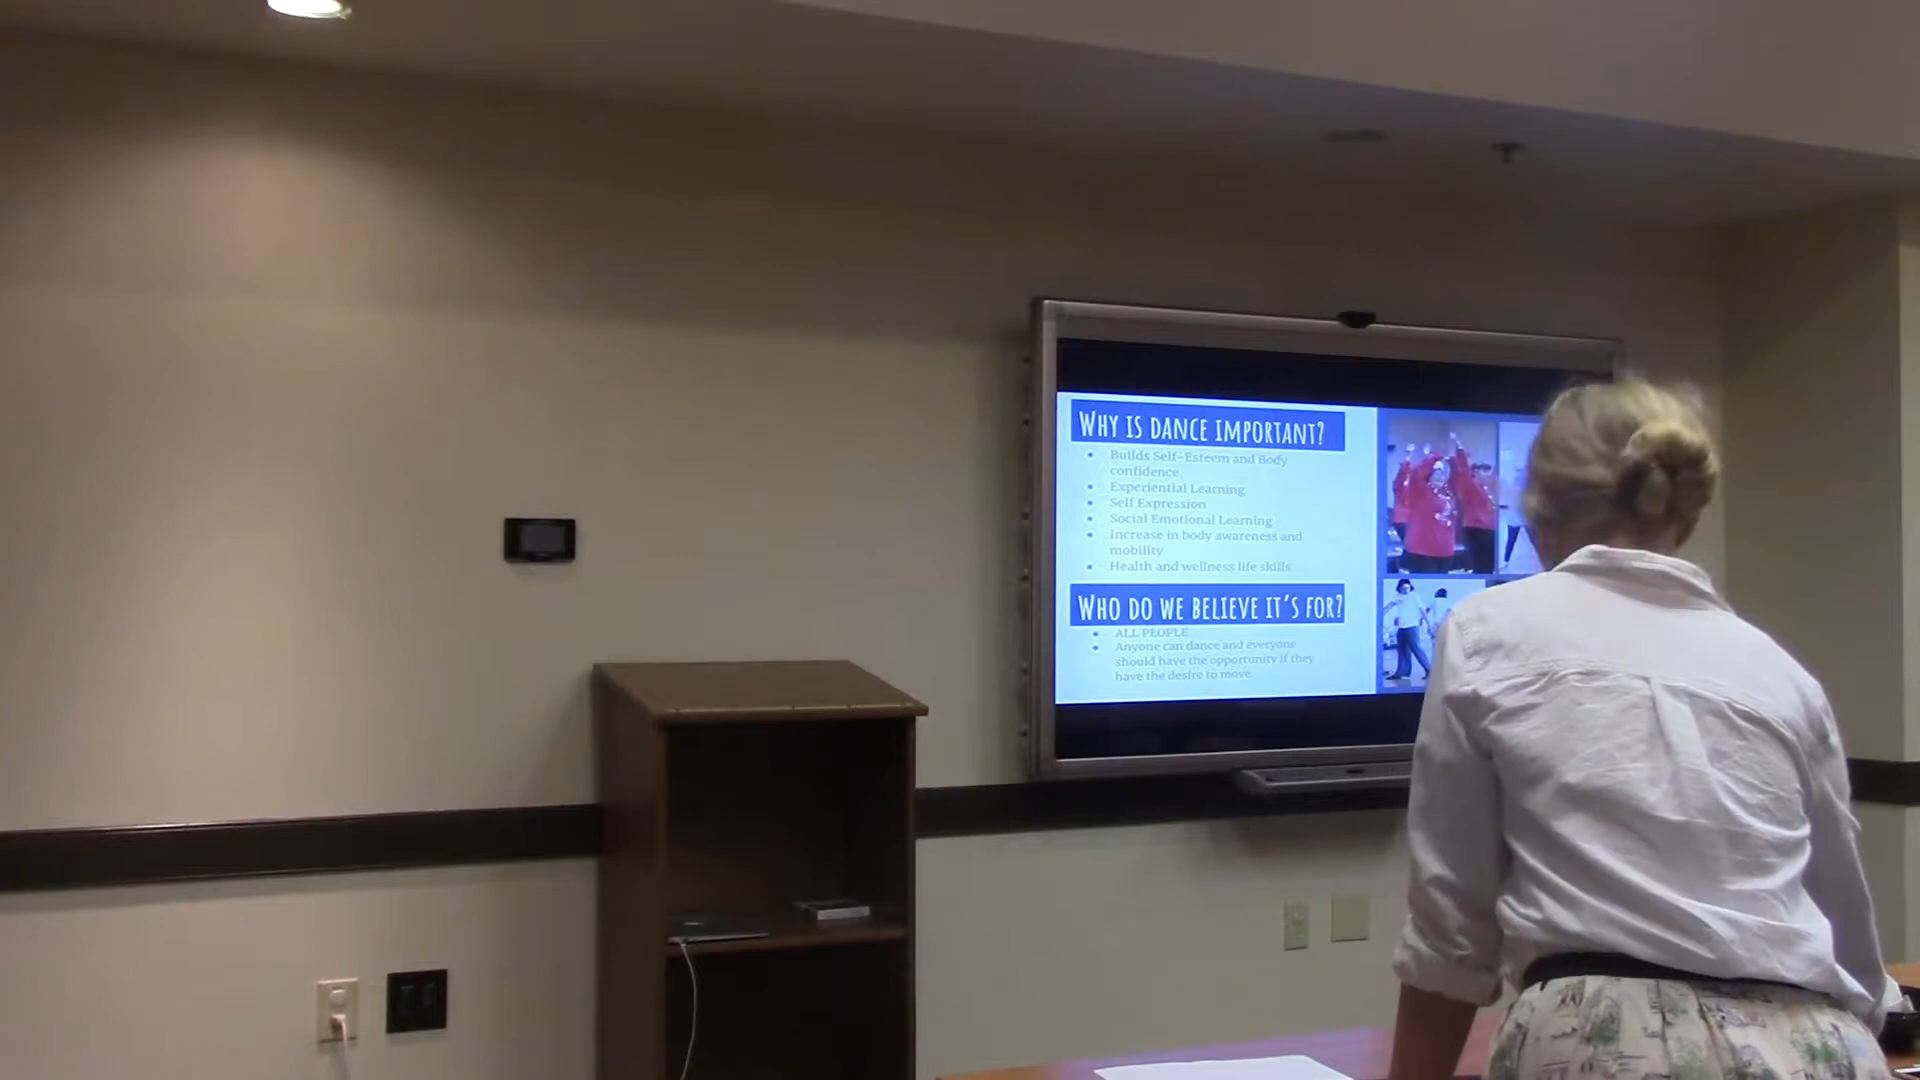 WHY IS DANCE IMPORTANT?
• Builds Self-Esteem and Body
confidence
• Experiential Learning
• Self Expression
• Social Emotional Learning
• Increase in body awareness and
mobility
• Health and wellness life skills
WHO DO WE BELIEVE IT'S FOR?
• ALL PEOPLE
• Anyone can dance and everyone
should have the opportunity if they
have the desire to move.